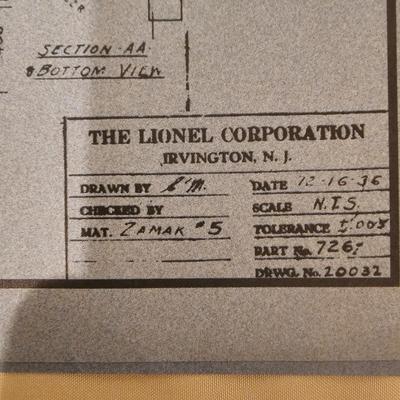 SECTION-AA
& BOTTOM VIEW
THE LIONEL CORPORATION
IRVINGTON, N. J.
DRAWN BY
DATE 12-16-36
CHECKED BY
SCALE N.T.S.
MAT. ZAMAK #5
TOLERANCE ±.005
PART No. 726-
DRWG. No. 20032